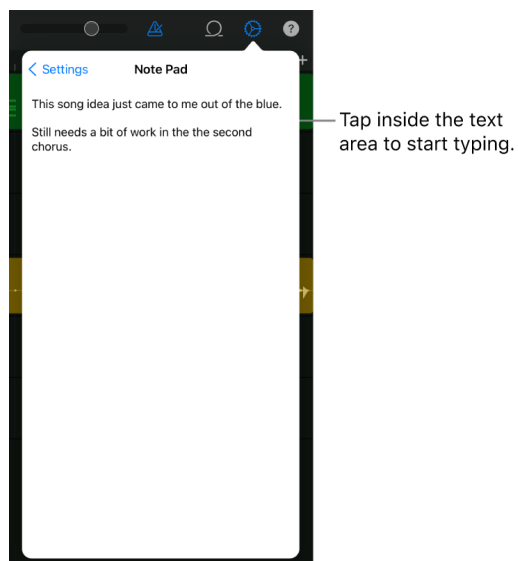 ?
Settings
Note Pad
This song idea just came to me out of the blue.
Still needs a bit of work in the the second
chorus.
Tap inside the text
area to start typing.